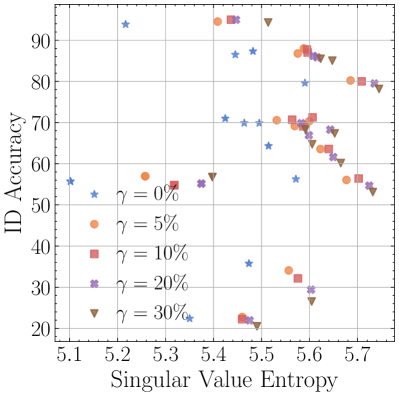 ID Accuracy
90
80
70
60
50
40
30
20
γ = 0%
γ = 5%
γ = 10%
γ = 20%
γ = 30%
5.1 5.2 5.3 5.4 5.5 5.6 5.7
Singular Value Entropy